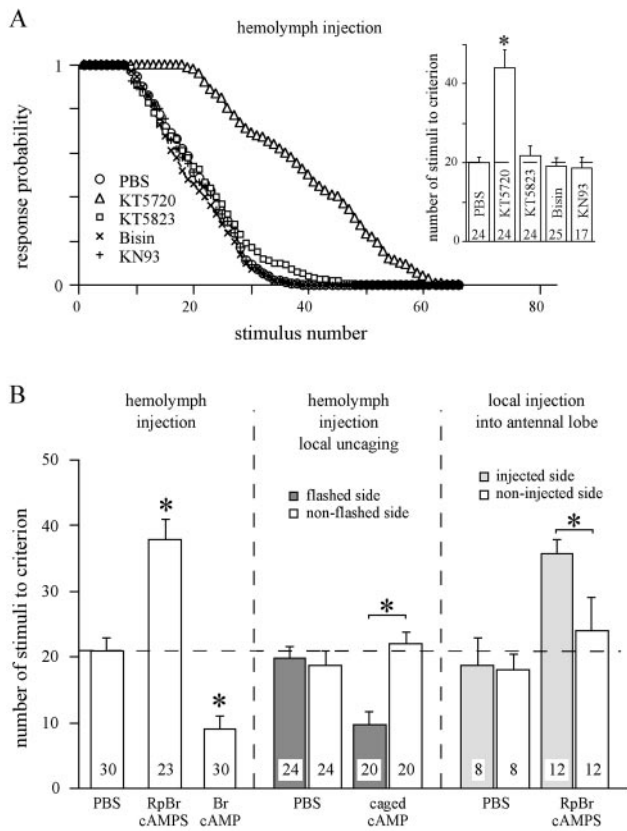 A
hemolymph injection
response probability
1
0
0 20 40 60 80
stimulus number
PBS
KT5720
KT5823
Bisin
KN93
number of stimuli to criterion
40
20
0
*
PBS
KT5720
KT5823
Bisin
KN93
24 24 24 25 17
B
hemolymph
injection
hemolymph
injection
local uncaging
local injection
into antennal lobe
flashed side
non-flashed side
injected side
non-injected side
number of stimuli to criterion
50
40
30
20
10
0
* * * *
30 23 30 24 24 20 20 8 8 12 12
PBS RpBr Br PBS caged PBS RpBr
cAMPS cAMP cAMP cAMPS